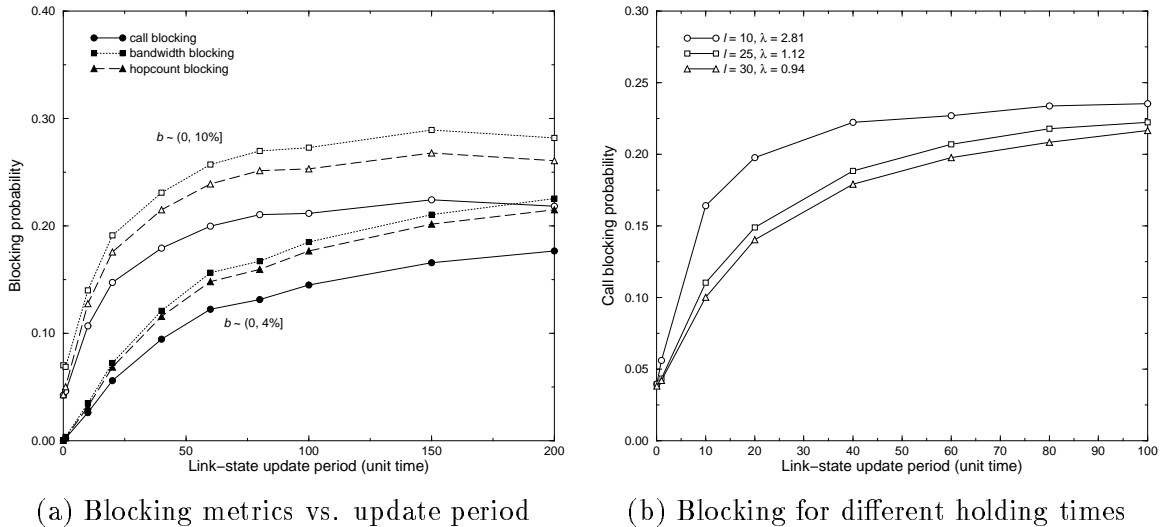 0.40
0.30
0.20
0.10
0.00
Blocking probability
call blocking
bandwidth blocking
hopcount blocking
b ~ (0, 10%]
b ~ (0, 4%]
0 50 100 150 200
Link−state update period (unit time)
(a) Blocking metrics vs. update period
0.30
0.25
0.20
0.15
0.10
0.05
0.00
Call blocking probability
l = 10, λ = 2.81
l = 25, λ = 1.12
l = 30, λ = 0.94
0 10 20 30 40 50 60 70 80 90 100
Link−state update period (unit time)
(b) Blocking for different holding times